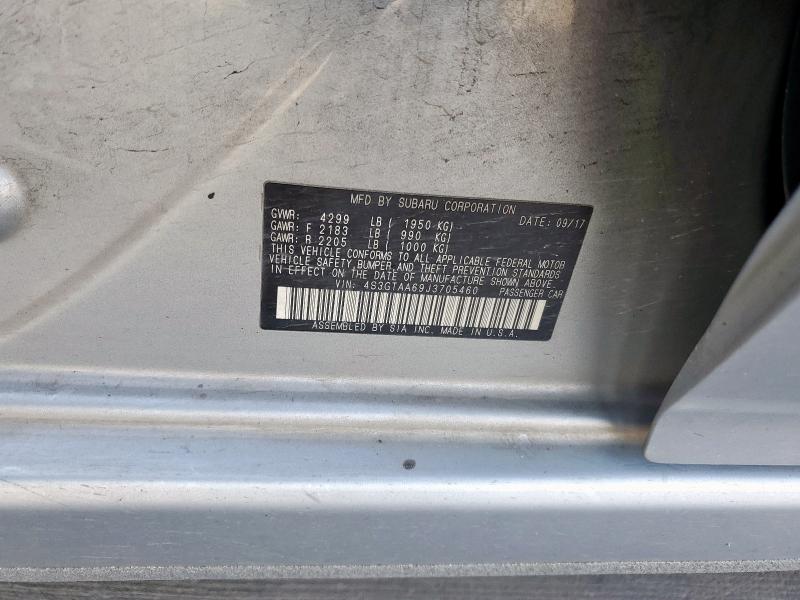 MFD BY SUBARU CORPORATION
GVWR: 4299 LB ( 1950 KG) DATE: 09/17
GAWR: F 2183 LB ( 990 KG)
GAWR: R 2205 LB ( 1000 KG)
THIS VEHICLE CONFORMS TO ALL APPLICABLE FEDERAL MOTOR
VEHICLE SAFETY, BUMPER, AND THEFT PREVENTION STANDARDS
IN EFFECT ON THE DATE OF MANUFACTURE SHOWN ABOVE.
VIN: 4S3GTAA69J3705460 PASSENGER CAR
ASSEMBLED BY SIA INC. MADE IN U.S.A.